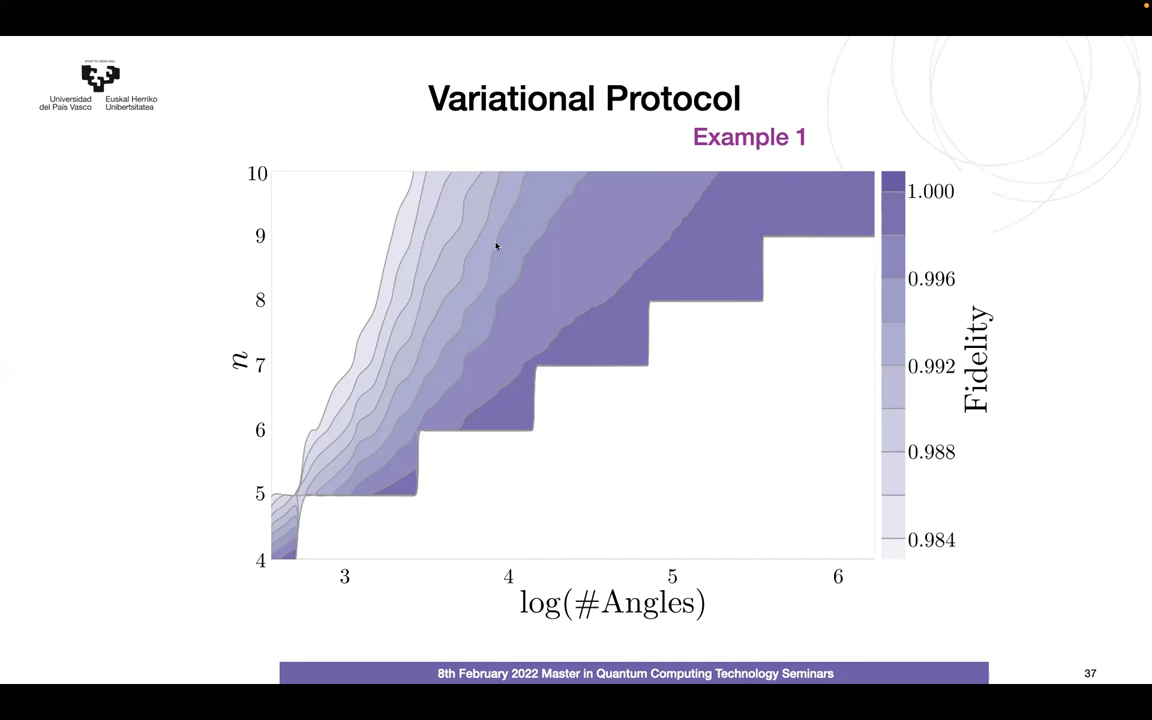 Universidad Euskal Herriko
del País Vasco Unibertsitatea
Variational Protocol
Example 1
10
9
8
7
6
5
4
n
3 4 5 6
log(#Angles)
1.000
0.996
0.992
0.988
0.984
Fidelity
8th February 2022 Master in Quantum Computing Technology Seminars
37